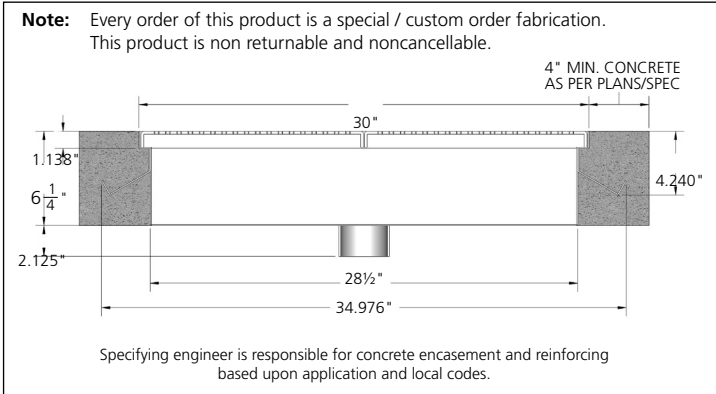 Note: Every order of this product is a special / custom order fabrication.
This product is non returnable and noncancellable.
4" MIN. CONCRETE
AS PER PLANS/SPEC
30"
1.138"
4.240"
6 1/4"
2.125"
28½"
34.976"
Specifying engineer is responsible for concrete encasement and reinforcing
based upon application and local codes.